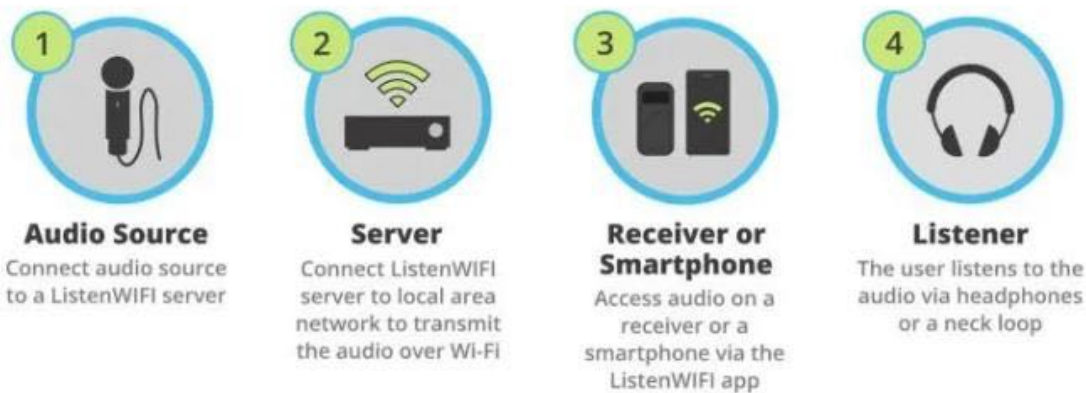 1
Audio Source
Connect audio source
to a ListenWIFI server
2
Server
Connect ListenWIFI
server to local area
network to transmit
the audio over Wi-Fi
3
Receiver or
Smartphone
Access audio on a
receiver or a
smartphone via the
ListenWIFI app
4
Listener
The user listens to the
audio via headphones
or a neck loop